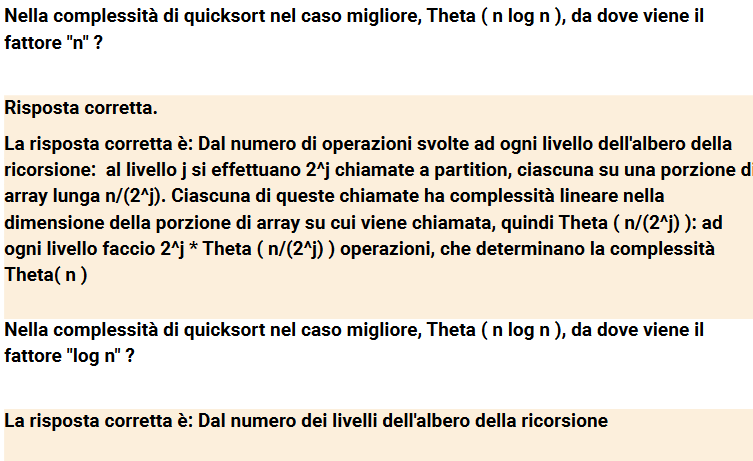 Nella complessità di quicksort nel caso migliore, Theta ( n log n ), da dove viene il
fattore "n" ?
Risposta corretta.
La risposta corretta è: Dal numero di operazioni svolte ad ogni livello dell'albero della
ricorsione:  al livello j si effettuano 2^j chiamate a partition, ciascuna su una porzione di
array lunga n/(2^j). Ciascuna di queste chiamate ha complessità lineare nella
dimensione della porzione di array su cui viene chiamata, quindi Theta ( n/(2^j) ): ad
ogni livello faccio 2^j * Theta ( n/(2^j) ) operazioni, che determinano la complessità
Theta( n )
Nella complessità di quicksort nel caso migliore, Theta ( n log n ), da dove viene il
fattore "log n" ?
La risposta corretta è: Dal numero dei livelli dell'albero della ricorsione